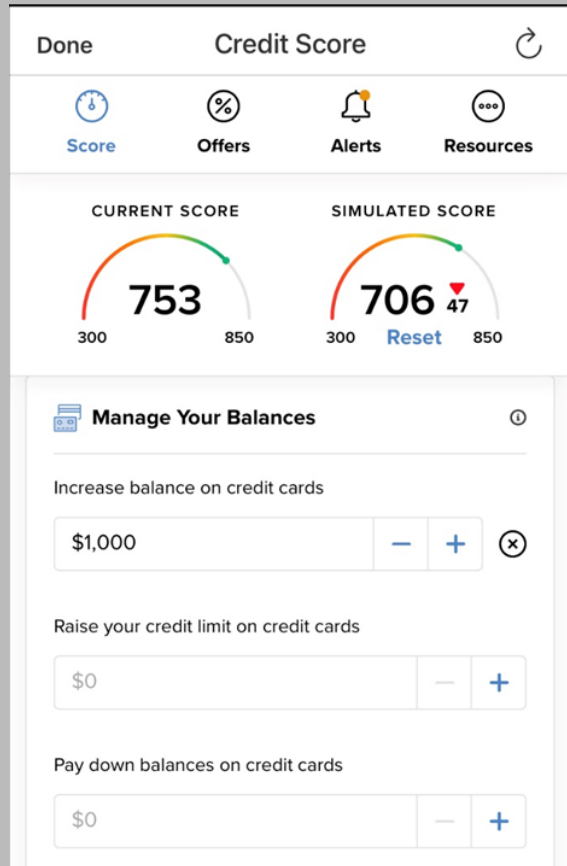 Done Credit Score
Score Offers Alerts Resources
CURRENT SCORE SIMULATED SCORE
753 706 47
300 850 300 Reset 850
Manage Your Balances
Increase balance on credit cards
$1,000
Raise your credit limit on credit cards
$0
Pay down balances on credit cards
$0